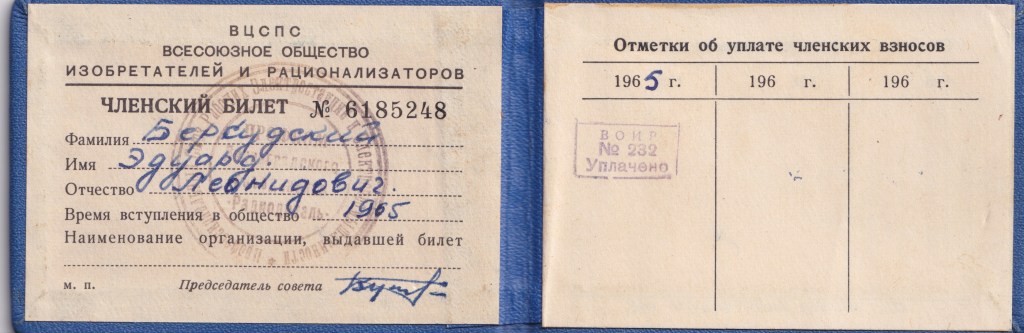 ВЦСПС
ВСЕСОЮЗНОЕ ОБЩЕСТВО
ИЗОБРЕТАТЕЛЕЙ И РАЦИОНАЛИЗАТОРОВ
ЧЛЕНСКИЙ БИЛЕТ № 6185248
Фамилия Беркудский
Имя Эдуард.
Отчество Леонидович.
Время вступления в общество 1965
Наименование организации, выдавшей билет
м. п. Председатель совета
Отметки об уплате членских взносов
1965 г. 196 г. 196 г.
ВОИР
№ 232
Уплачено